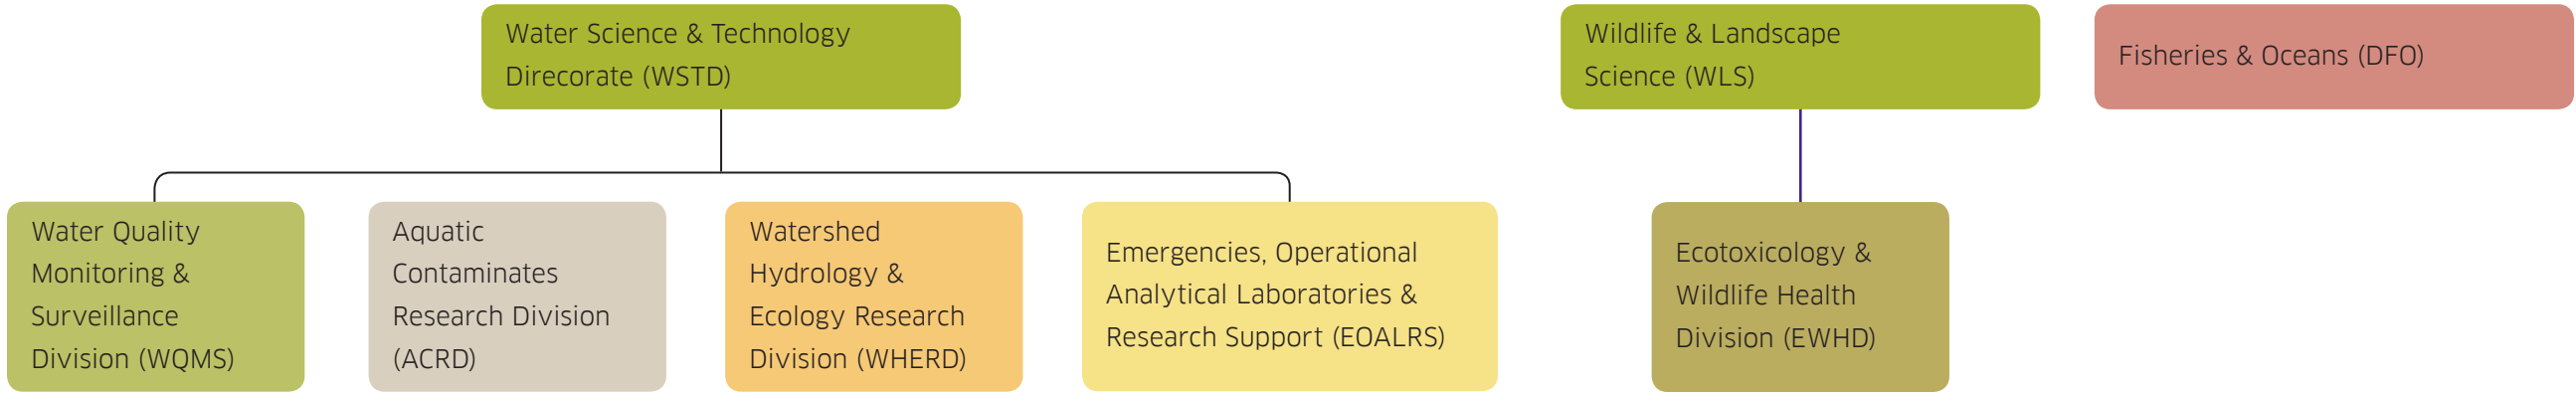 Water Science & Technology
Direcorate (WSTD)
Wildlife & Landscape
Science (WLS)
Fisheries & Oceans (DFO)
Water Quality
Monitoring &
Surveillance
Division (WQMS)
Aquatic
Contaminates
Research Division
(ACRD)
Watershed
Hydrology &
Ecology Research
Division (WHERD)
Emergencies, Operational
Analytical Laboratories &
Research Support (EOALRS)
Ecotoxicology &
Wildlife Health
Division (EWHD)